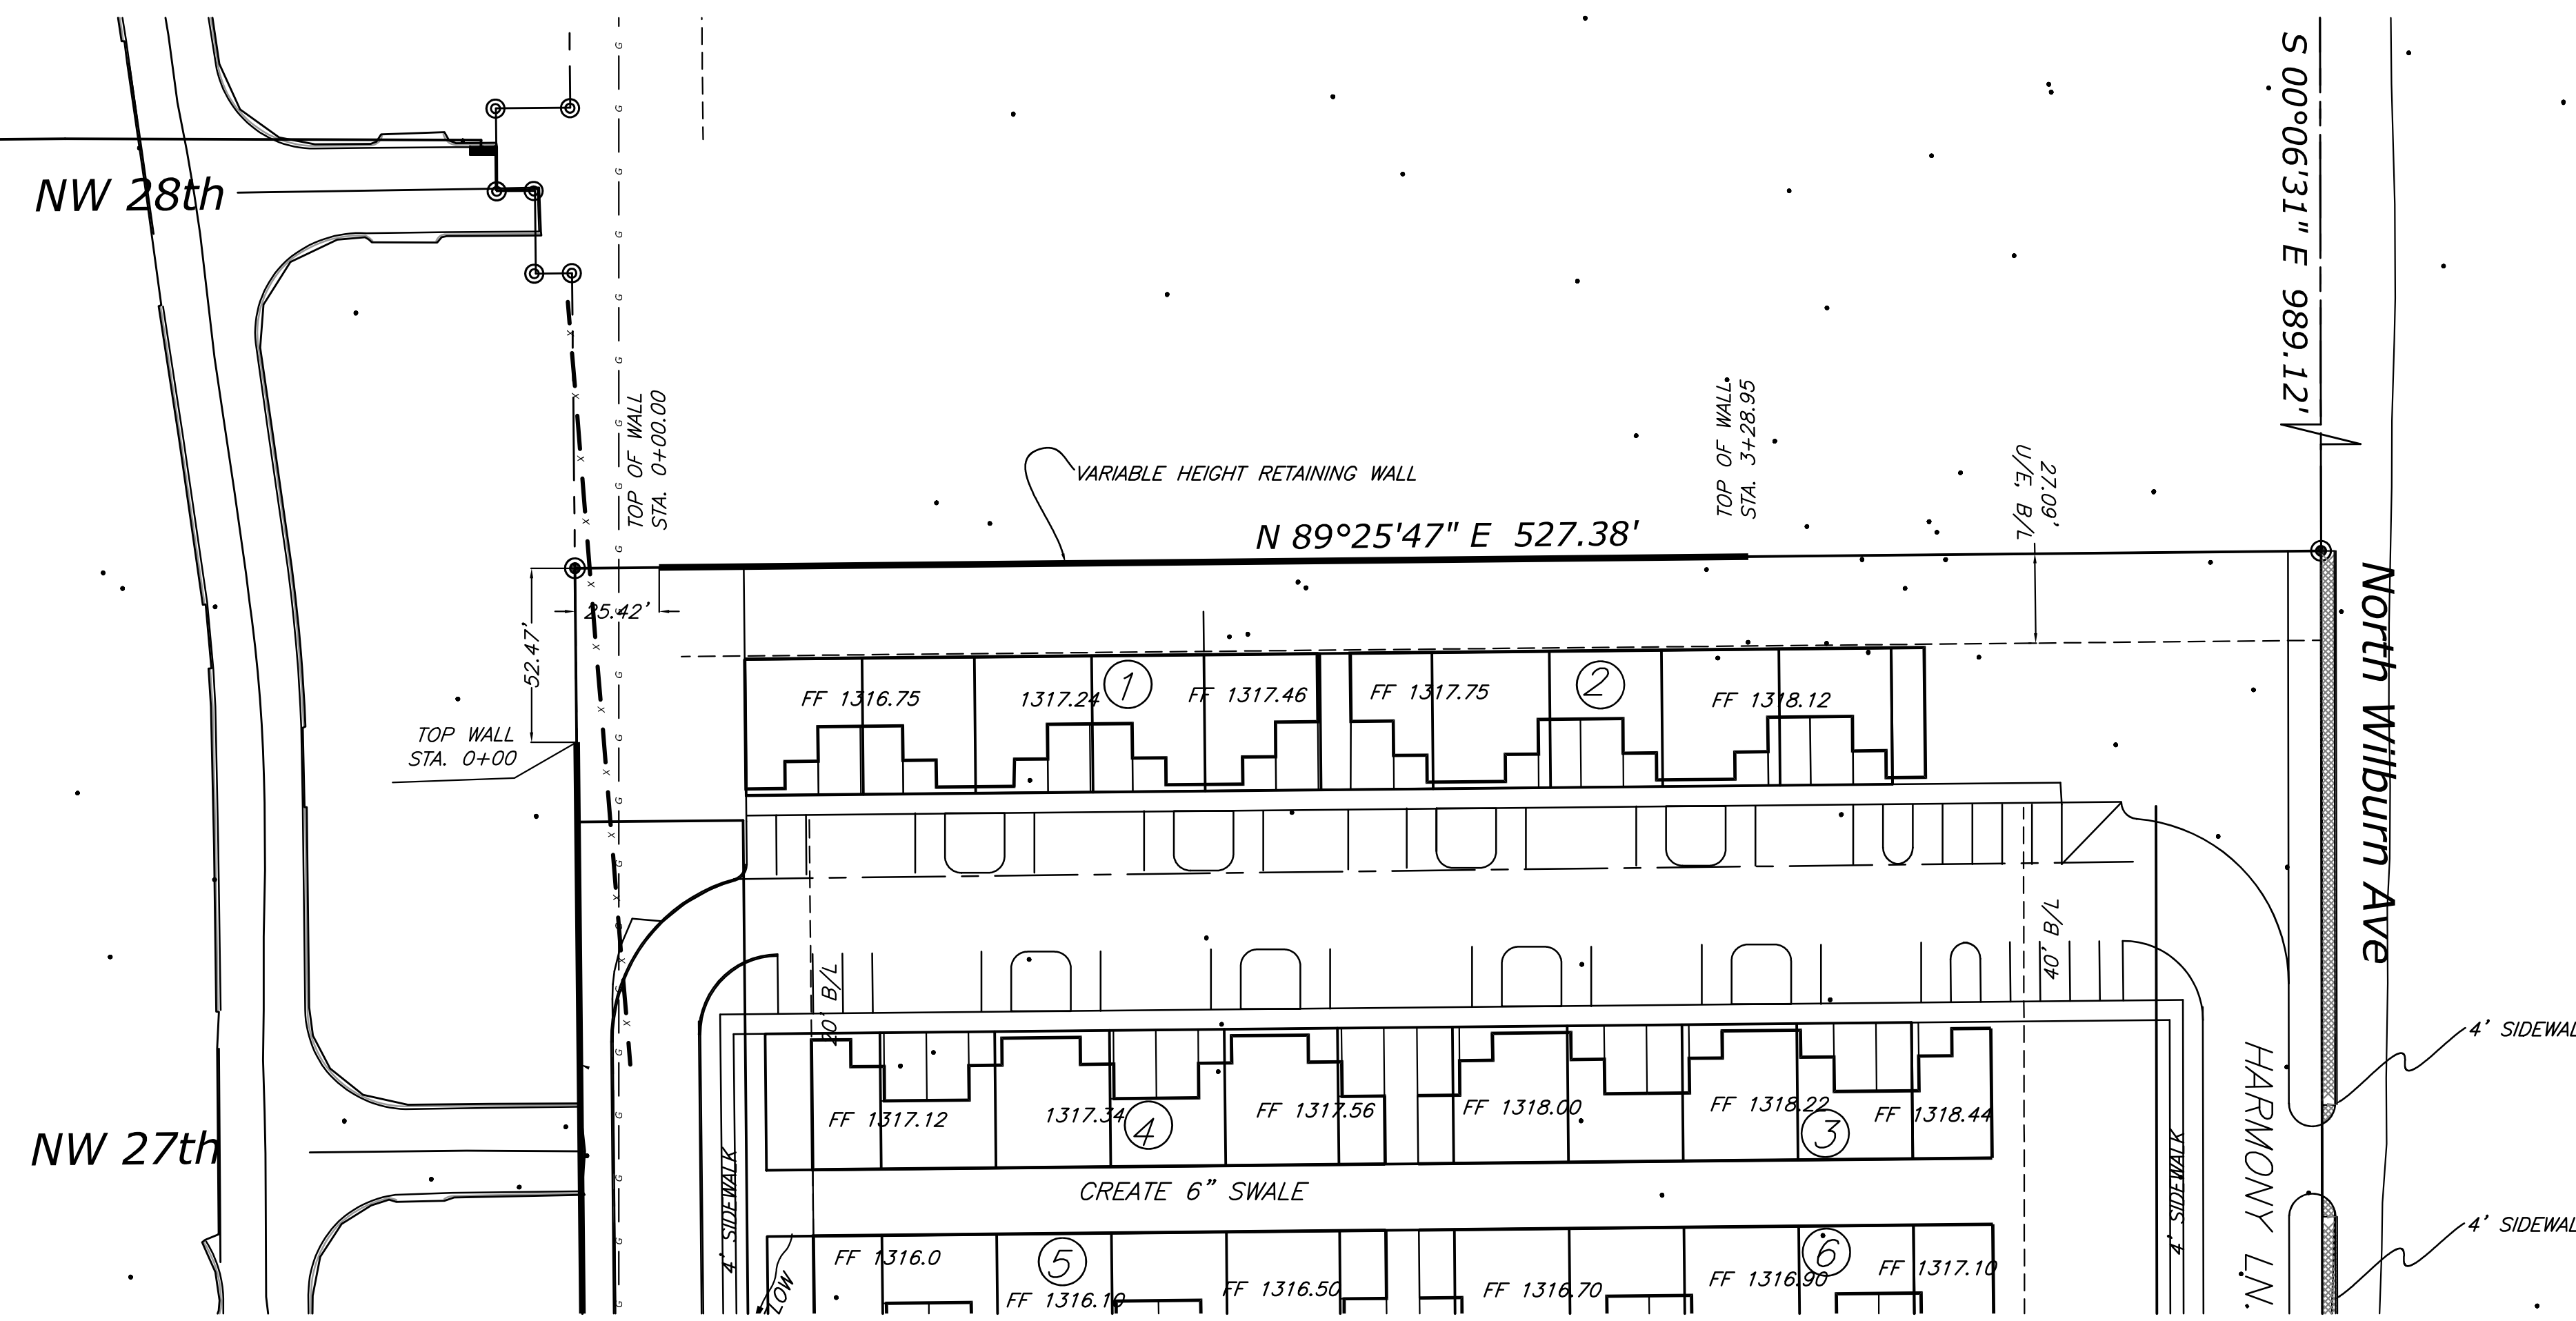 S 00°06'31" E 989.12'
NW 28th
TOP OF WALL
STA. 0+00.00
TOP OF WALL
STA. 3+28.95
27.09'
U/E, B/L
VARIABLE HEIGHT RETAINING WALL
N 89°25'47" E 527.38'
25.42'
52.47'
TOP WALL
STA. 0+00
North Wilburn Ave
FF 1316.75
1317.24
1
FF 1317.46
FF 1317.75
2
FF 1318.12
20' B/L
40' B/L
4' SIDEWAL
FF 1317.12
1317.34
4
FF 1317.56
FF 1318.00
FF 1318.22
3
FF 1318.44
NW 27th
4' SIDEWALK
CREATE 6" SWALE
4' SIDEWALK
HARMONY LN.
4' SIDEWAL
FF 1316.0
5
FF 1316.10
FF 1316.50
FF 1316.70
FF 1316.90
6
FF 1317.10
LOW